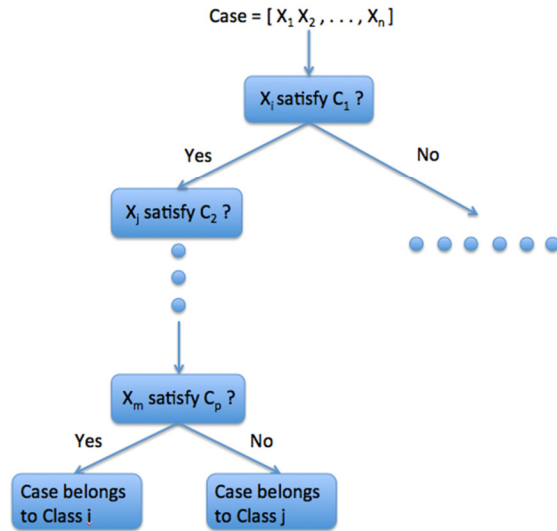 Case = [ X₁ X₂ , . . . , Xₙ ]
Xᵢ satisfy C₁ ?
Yes
No
Xⱼ satisfy C₂ ?
Xₘ satisfy Cₚ ?
Yes
No
Case belongs
to Class i
Case belongs
to Class j